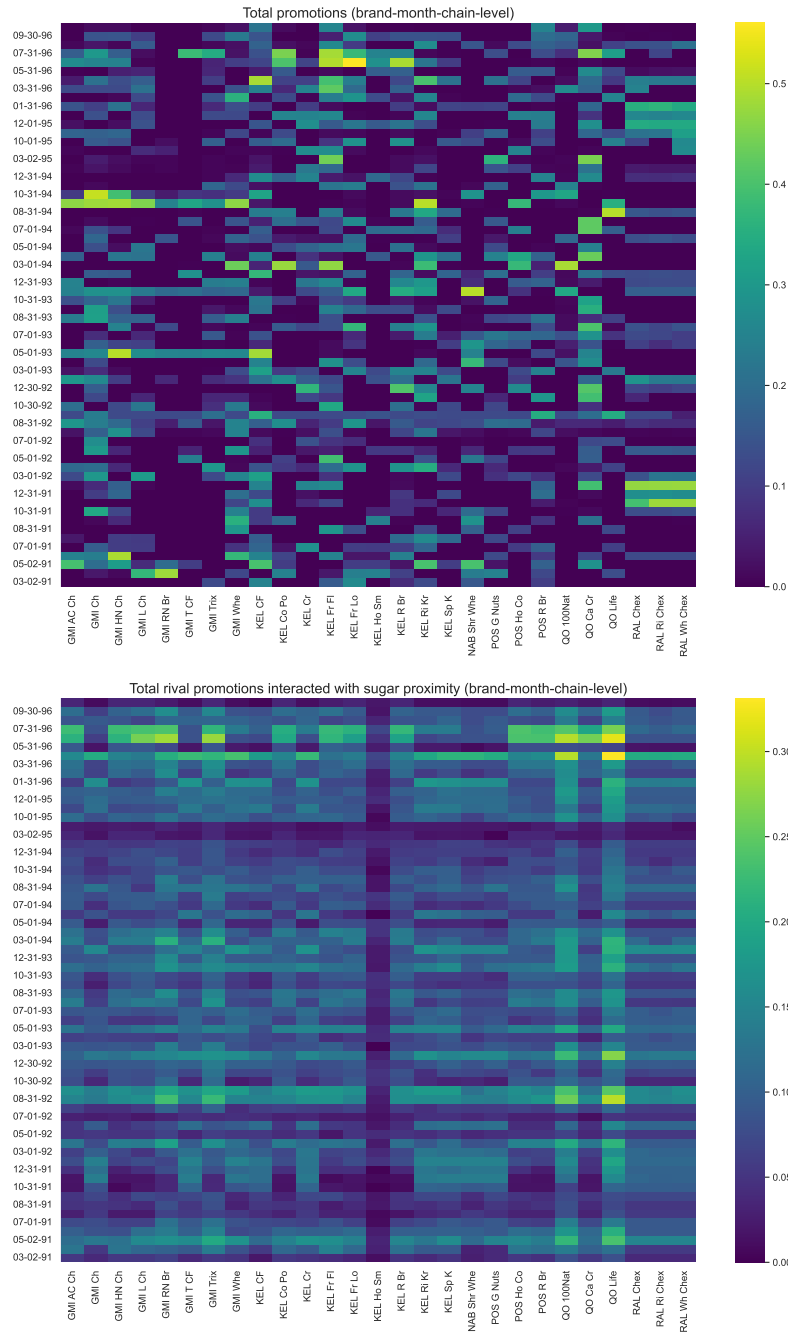 Total promotions (brand-month-chain-level)
09-30-96
07-31-96
05-31-96
03-31-96
01-31-96
12-01-95
10-01-95
03-02-95
12-31-94
10-31-94
08-31-94
07-01-94
05-01-94
03-01-94
12-31-93
10-31-93
08-31-93
07-01-93
05-01-93
03-01-93
12-30-92
10-30-92
08-31-92
07-01-92
05-01-92
03-01-92
12-31-91
10-31-91
08-31-91
07-01-91
05-02-91
03-02-91
GMI AC Ch
GMI Ch
GMI HN Ch
GMI L Ch
GMI RN Br
GMI T CF
GMI Trix
GMI Whe
KEL CF
KEL Co Po
KEL Cr
KEL Fr Fl
KEL Fr Lo
KEL Ho Sm
KEL R Br
KEL Ri Kr
KEL Sp K
NAB Shr Whe
POS G Nuts
POS Ho Co
POS R Br
QO 100Nat
QO Ca Cr
QO Life
RAL Chex
RAL Ri Chex
RAL Wh Chex
0.5
0.4
0.3
0.2
0.1
0.0
Total rival promotions interacted with sugar proximity (brand-month-chain-level)
09-30-96
07-31-96
05-31-96
03-31-96
01-31-96
12-01-95
10-01-95
03-02-95
12-31-94
10-31-94
08-31-94
07-01-94
05-01-94
03-01-94
12-31-93
10-31-93
08-31-93
07-01-93
05-01-93
03-01-93
12-30-92
10-30-92
08-31-92
07-01-92
05-01-92
03-01-92
12-31-91
10-31-91
08-31-91
07-01-91
05-02-91
03-02-91
GMI AC Ch
GMI Ch
GMI HN Ch
GMI L Ch
GMI RN Br
GMI T CF
GMI Trix
GMI Whe
KEL CF
KEL Co Po
KEL Cr
KEL Fr Fl
KEL Fr Lo
KEL Ho Sm
KEL R Br
KEL Ri Kr
KEL Sp K
NAB Shr Whe
POS G Nuts
POS Ho Co
POS R Br
QO 100Nat
QO Ca Cr
QO Life
RAL Chex
RAL Ri Chex
RAL Wh Chex
0.30
0.25
0.20
0.15
0.10
0.05
0.00